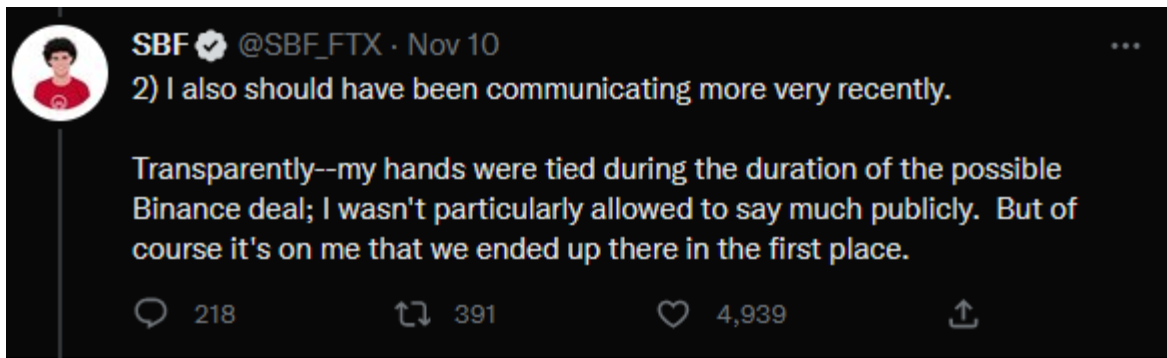 SBF @SBF_FTX · Nov 10
2) I also should have been communicating more very recently.
Transparently--my hands were tied during the duration of the possible
Binance deal; I wasn't particularly allowed to say much publicly.  But of
course it's on me that we ended up there in the first place.
218 391 4,939